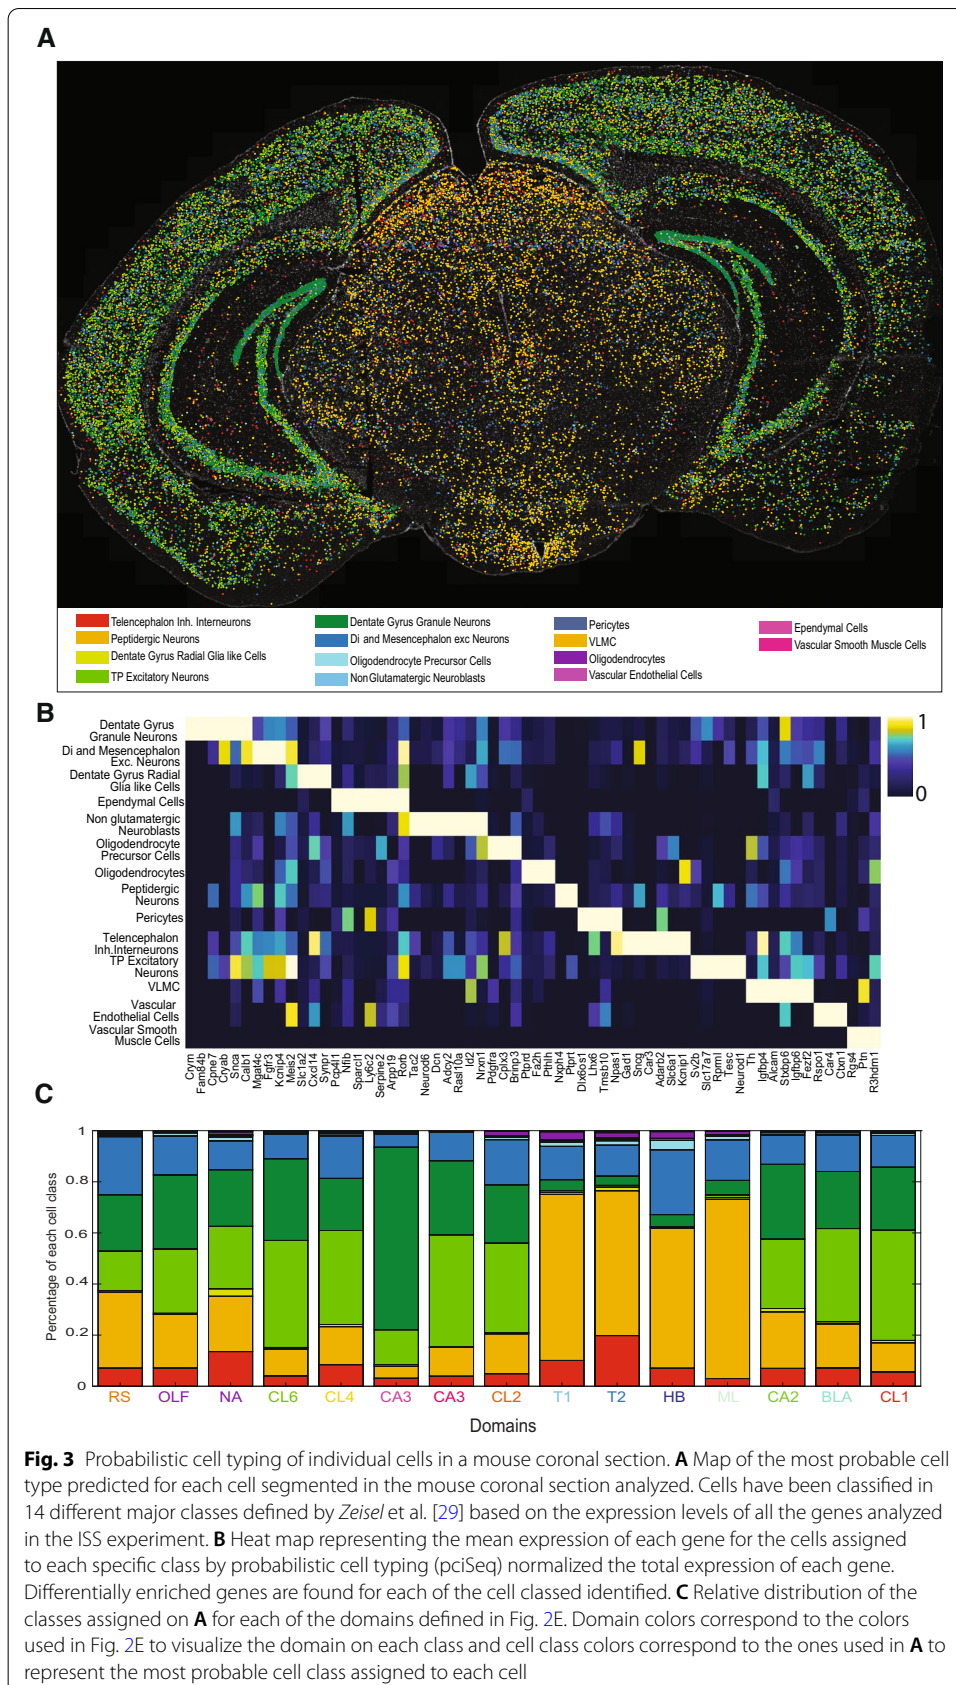 A
Telencephalon Inh. Interneurons
Peptidergic Neurons
Dentate Gyrus Radial Glia like Cells
TP Excitatory Neurons
Dentate Gyrus Granule Neurons
Di and Mesencephalon exc Neurons
Oligodendrocyte Precursor Cells
NonGlutamatergic Neuroblasts
Pericytes
VLMC
Oligodendrocytes
Vascular Endothelial Cells
Ependymal Cells
Vascular Smooth Muscle Cells
B
Dentate Gyrus
Granule Neurons
Di and Mesencephalon
Exc. Neurons
Dentate Gyrus Radial
Glia like Cells
Ependymal Cells
Non glutamatergic
Neuroblasts
Oligodendrocyte
Precursor Cells
Oligodendrocytes
Peptidergic
Neurons
Pericytes
Telencephalon
Inh.Interneurons
TP Excitatory
Neurons
VLMC
Vascular
Endothelial Cells
Vascular Smooth
Muscle Cells
1
0
Crym
Fam84b
Cpne7
Cryab
Snca
Calb1
Mgat4c
Fgfr3
Kcnip4
Meis2
Slc1a2
Cxcl14
Synpr
Pcp4l1
Nfib
Sparcl1
Ly6c2
Serpine2
Arpp19
Rorb
Tac2
Neurod6
Dcn
Adcy2
Rasl10a
Id2
Nrxn1
Pdgfra
Cplx3
Brinp3
Ptprd
Fa2h
Pthlh
Nxph4
Ptprt
Dlx6os1
Lhx6
Tmsb10
Npas1
Gad1
Sncg
Car3
Adarb2
Slc6a1
Kcnip1
Sv2b
Slc17a7
Rprml
Tesc
Neurod1
Th
Igfbp4
Alcam
Stxbp6
Igfbp6
Fezf2
Rspo1
Car4
Cbln1
Rgs4
Ptn
R3hdm1
C
Percentage of each cell class
1
0.8
0.6
0.4
0.2
0
RS OLF NA CL6 CL4 CA3 CA3 CL2 T1 T2 HB ML CA2 BLA CL1
Domains
Fig. 3 Probabilistic cell typing of individual cells in a mouse coronal section. A Map of the most probable cell
type predicted for each cell segmented in the mouse coronal section analyzed. Cells have been classified in
14 different major classes defined by Zeisel et al. [29] based on the expression levels of all the genes analyzed
in the ISS experiment. B Heat map representing the mean expression of each gene for the cells assigned
to each specific class by probabilistic cell typing (pciSeq) normalized the total expression of each gene.
Differentially enriched genes are found for each of the cell classed identified. C Relative distribution of the
classes assigned on A for each of the domains defined in Fig. 2E. Domain colors correspond to the colors
used in Fig. 2E to visualize the domain on each class and cell class colors correspond to the ones used in A to
represent the most probable cell class assigned to each cell